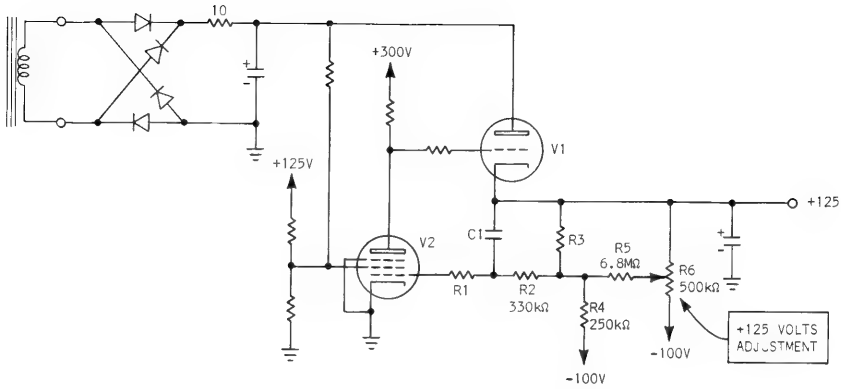 10
+
-
+300V
V1
+125V
V2
+125
C1
R3
R5
6.8MΩ
R6
500kΩ
+
-
R1
R2
330kΩ
R4
250kΩ
-100V
-100V
+125 VOLTS
ADJUSTMENT